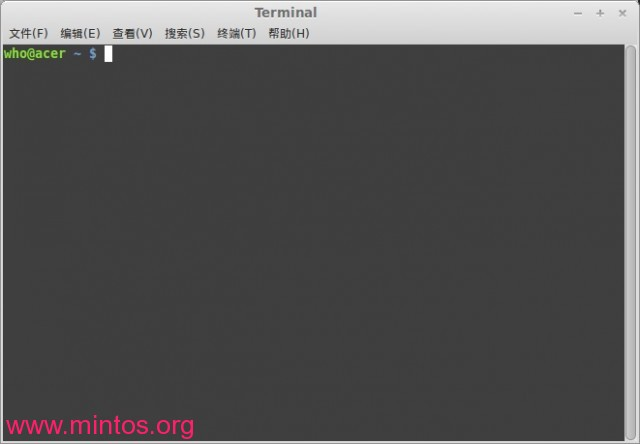 Terminal
文件(F) 编辑(E) 查看(V) 搜索(S) 终端(T) 帮助(H)
who@acer ~ $
www.mintos.org